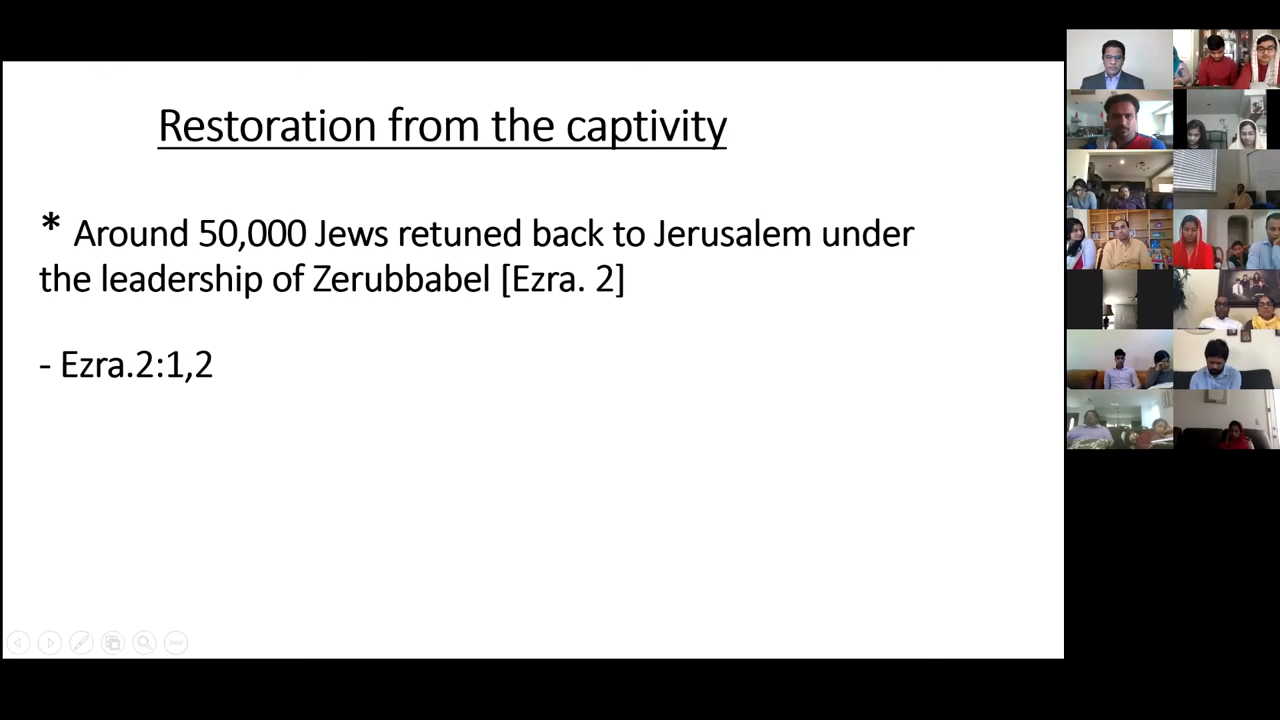 Restoration from the captivity
* Around 50,000 Jews retuned back to Jerusalem under
the leadership of Zerubbabel [Ezra. 2]
- Ezra.2:1,2